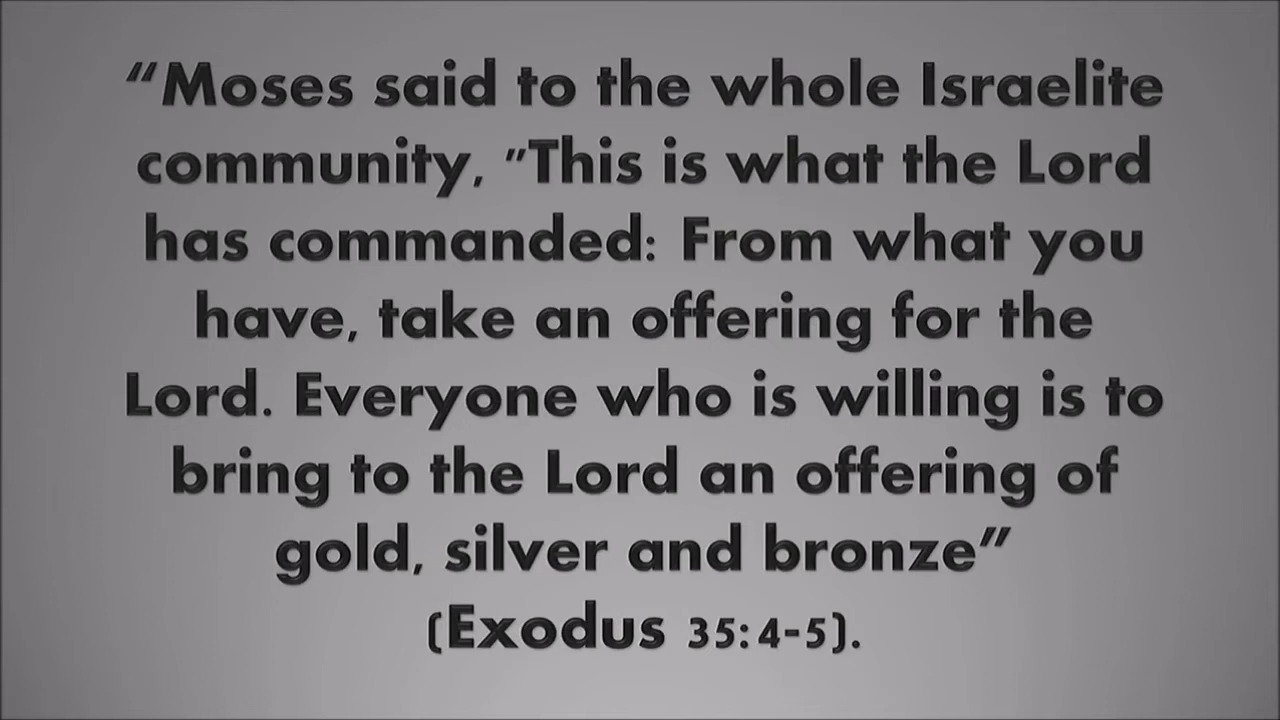 “Moses said to the whole Israelite
community, "This is what the Lord
has commanded: From what you
have, take an offering for the
Lord. Everyone who is willing is to
bring to the Lord an offering of
gold, silver and bronze”
(Exodus 35:4-5).